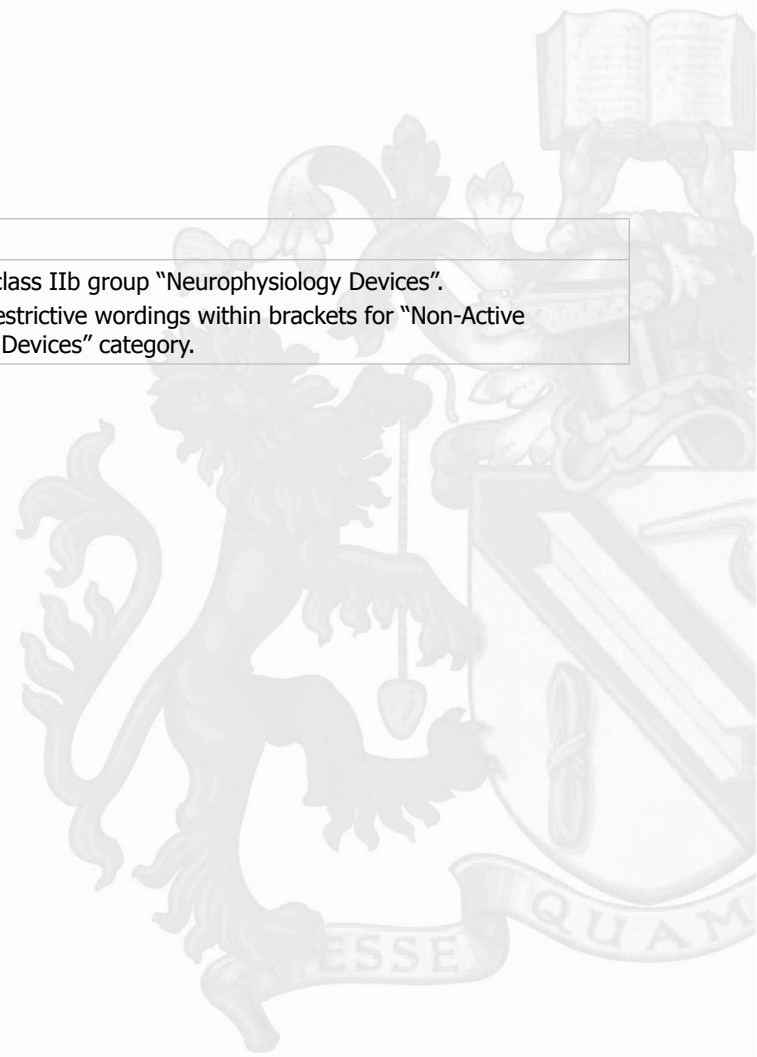 class IIb group “Neurophysiology Devices”.
estrictive wordings within brackets for “Non-Active
Devices” category.
ESSE
QUAM